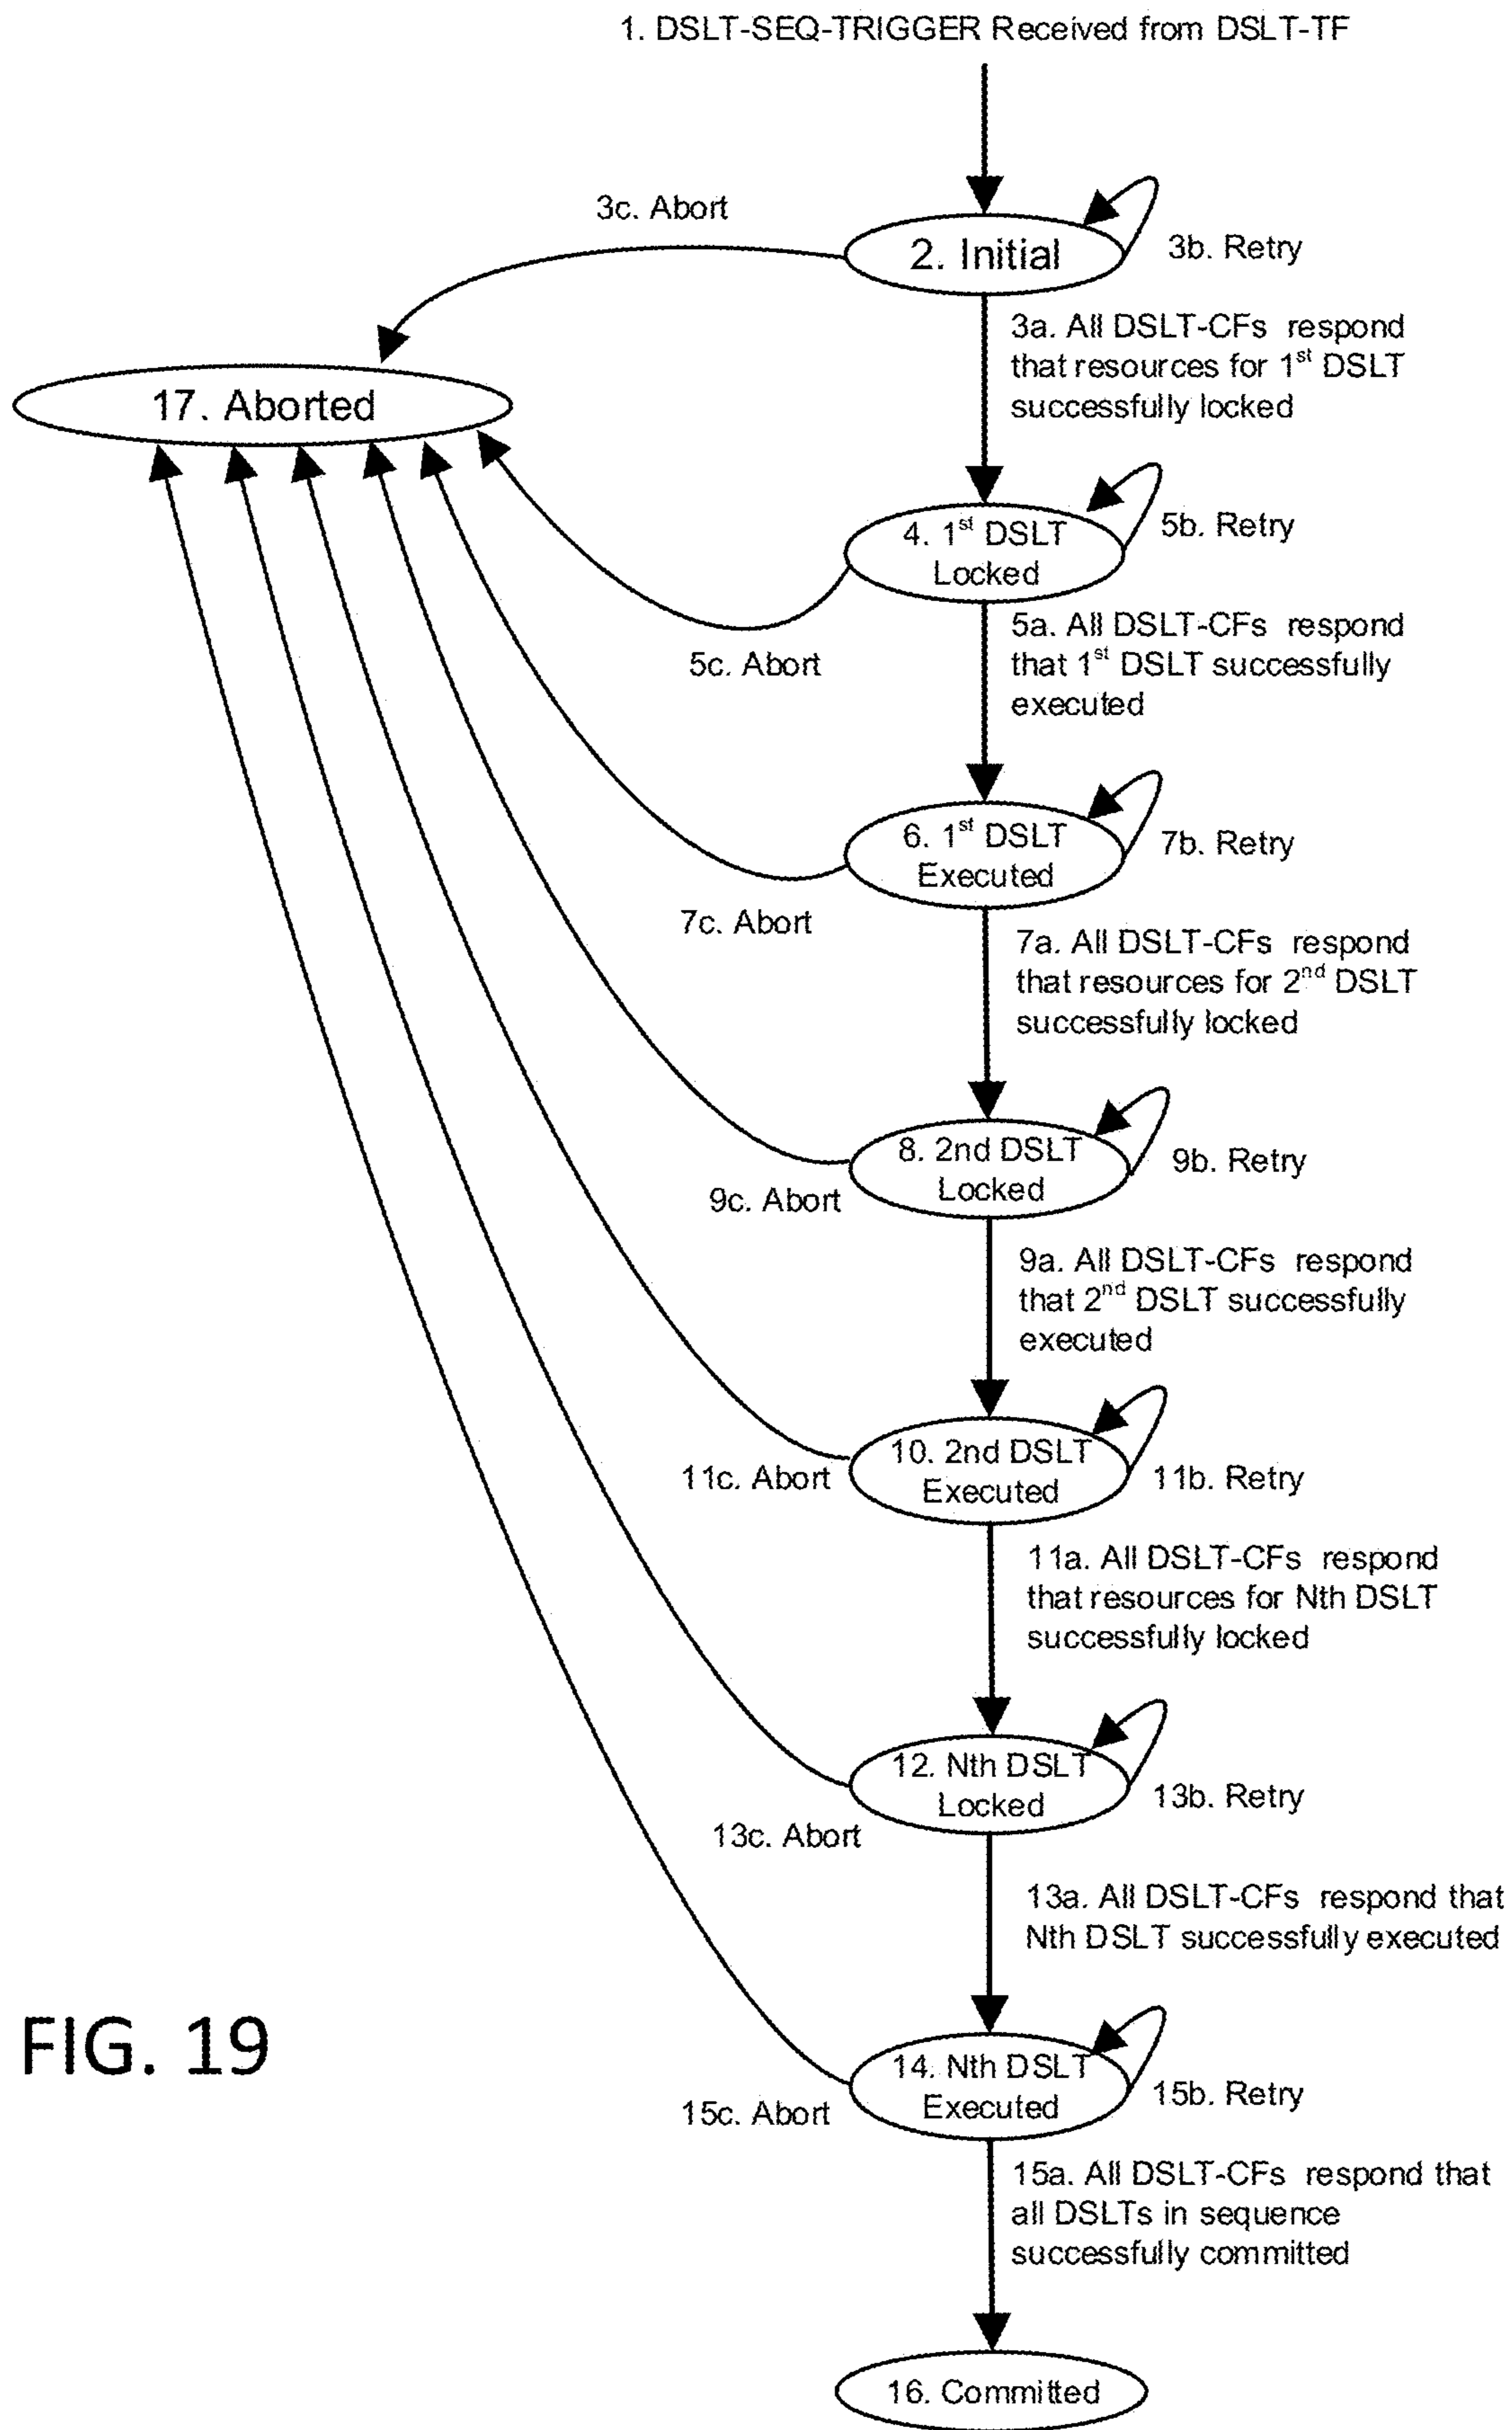 1. DSLT-SEQ-TRIGGER Received from DSLT-TF
3c. Abort
2. Initial
3b. Retry
3a. All DSLT-CFs respond
that resources for 1st DSLT
successfully locked
17. Aborted
4. 1st DSLT
Locked
5b. Retry
5a. All DSLT-CFs respond
that 1st DSLT successfully
executed
5c. Abort
6. 1st DSLT
Executed
7b. Retry
7c. Abort
7a. All DSLT-CFs respond
that resources for 2nd DSLT
successfully locked
8. 2nd DSLT
Locked
9b. Retry
9c. Abort
9a. All DSLT-CFs respond
that 2nd DSLT successfully
executed
10. 2nd DSLT
Executed
11c. Abort
11b. Retry
11a. All DSLT-CFs respond
that resources for Nth DSLT
successfully locked
12. Nth DSLT
Locked
13b. Retry
13c. Abort
13a. All DSLT-CFs respond that
Nth DSLT successfully executed
FIG. 19
14. Nth DSLT
Executed
15b. Retry
15c. Abort
15a. All DSLT-CFs respond that
all DSLTs in sequence
successfully committed
16. Committed